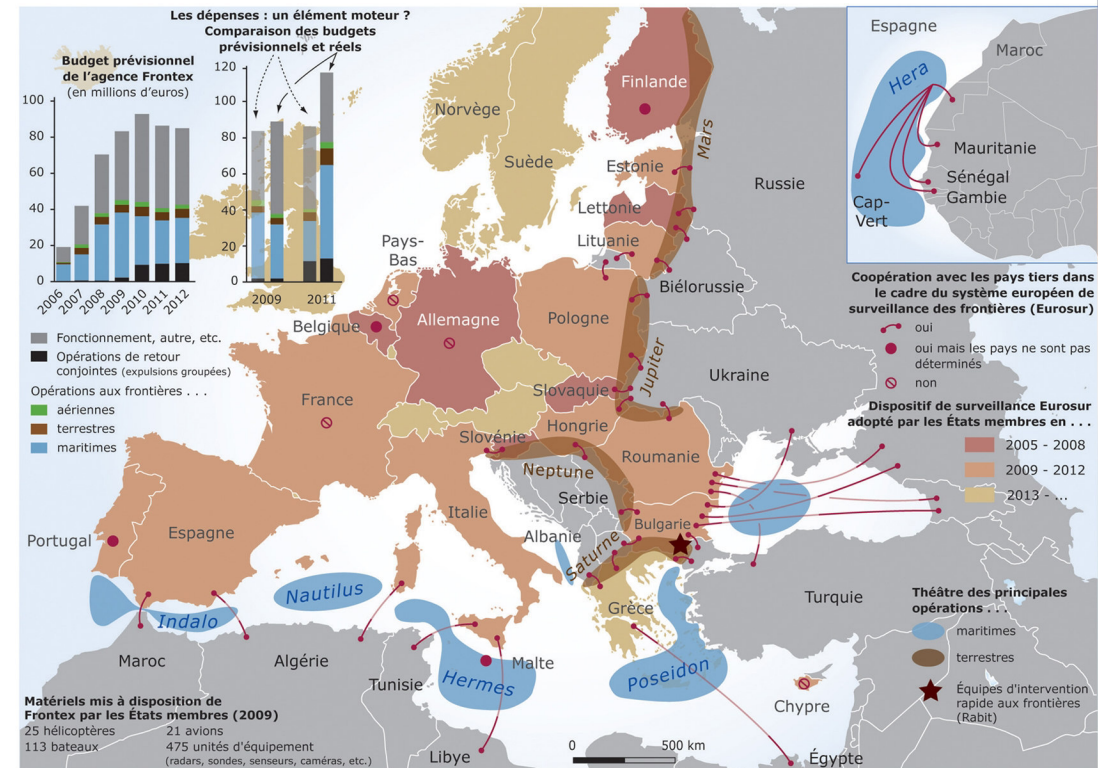 Les dépenses : un élément moteur ?
Comparaison des budgets
prévisionnels et réels
Budget prévisionnel
de l'agence Frontex
(en millions d'euros)
100
80
60
40
20
0
2006
2007
2008
2009
2010
2011
2012
120
100
80
60
40
20
0
2009
2011
Fonctionnement, autre, etc.
Opérations de retour
conjointes (expulsions groupées)
Opérations aux frontières . . .
aériennes
terrestres
maritimes
Norvège
Suède
Finlande
Mars
Estonie
Lettonie
Lituanie
Russie
Biélorussie
Pays-
Bas
Belgique
Allemagne
Pologne
Jupiter
Ukraine
Slovaquie
France
Slovénie
Hongrie
Neptune
Roumanie
Serbie
Italie
Bulgarie
Albanie
Saturne
Espagne
Portugal
Grèce
Turquie
Nautilus
Indalo
Maroc
Algérie
Tunisie
Malte
Hermes
Poseidon
Chypre
Libye
Égypte
0
500 km
Matériels mis à disposition de
Frontex par les États membres (2009)
25 hélicoptères
21 avions
113 bateaux
475 unités d'équipement
(radars, sondes, senseurs, caméras, etc.)
Espagne
Maroc
Hera
Mauritanie
Sénégal
Gambie
Cap-
Vert
Coopération avec les pays tiers dans
le cadre du système européen de
surveillance des frontières (Eurosur)
oui
oui mais les pays ne sont pas
déterminés
non
Dispositif de surveillance Eurosur
adopté par les États membres en . . .
2005 - 2008
2009 - 2012
2013 - ...
Théâtre des principales
opérations . . .
maritimes
terrestres
Équipes d'intervention
rapide aux frontières
(Rabit)